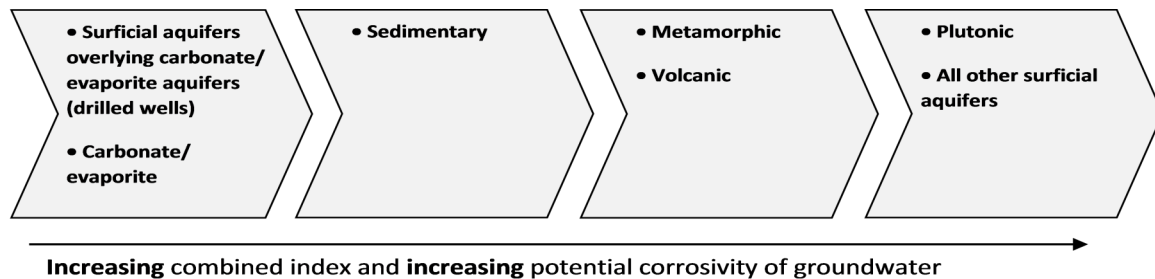 • Surficial aquifers
overlying carbonate/
evaporite aquifers
(drilled wells)
• Carbonate/
evaporite
• Sedimentary
• Metamorphic
• Volcanic
• Plutonic
• All other surficial
aquifers
Increasing combined index and increasing potential corrosivity of groundwater